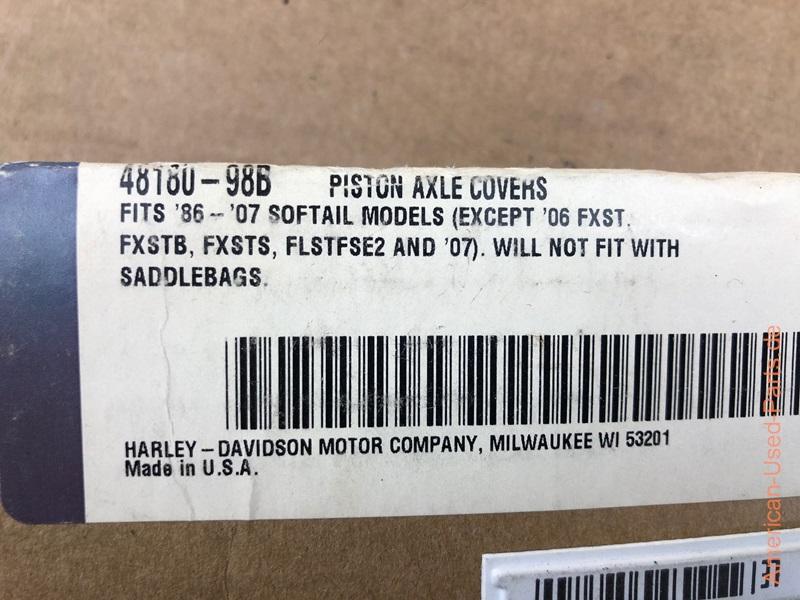 48180-98B PISTON AXLE COVERS
FITS '86 - '07 SOFTAIL MODELS (EXCEPT '06 FXST.
FXSTB, FXSTS, FLSTFSE2 AND '07). WILL NOT FIT WITH
SADDLEBAGS.
HARLEY-DAVIDSON MOTOR COMPANY, MILWAUKEE WI 53201
Made in U.S.A.
American-Used-Parts.de